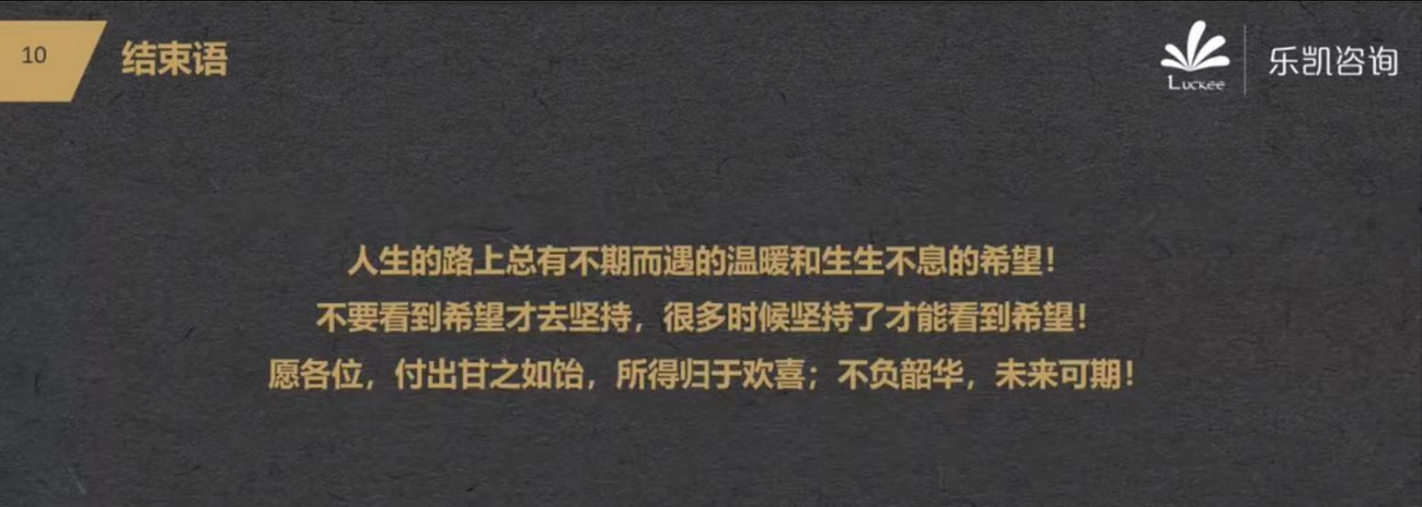 10
结束语
Luckee
乐凯咨询
人生的路上总有不期而遇的温暖和生生不息的希望！
不要看到希望才去坚持，很多时候坚持了才能看到希望！
愿各位，付出甘之如饴，所得归于欢喜；不负韶华，未来可期！